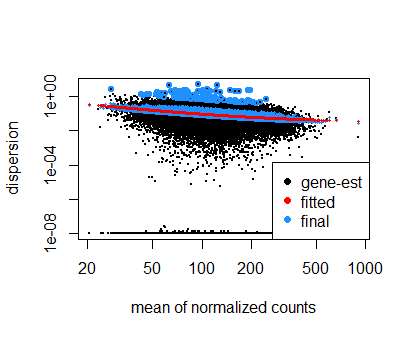 dispersion
1e+00
1e-04
1e-08
gene-est
fitted
final
20 50 100 200 500 1000
mean of normalized counts